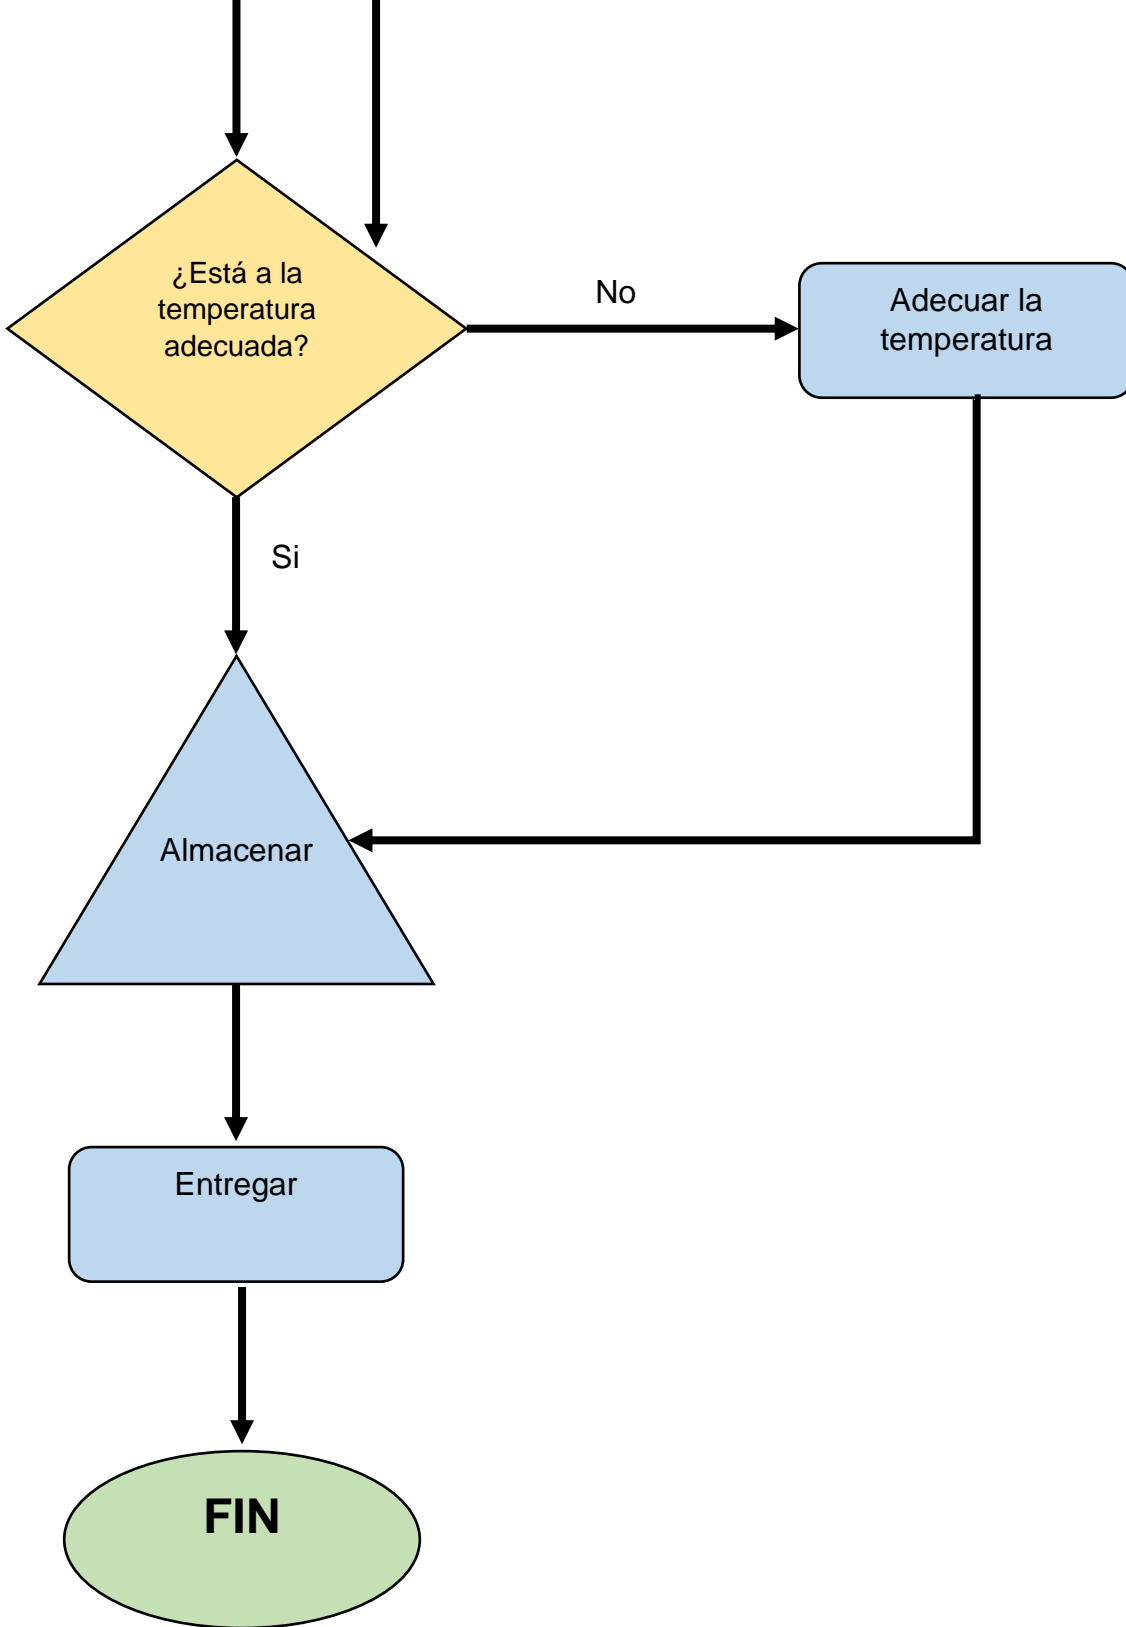 ¿Está a la
temperatura
adecuada?
No
Adecuar la
temperatura
Si
Almacenar
Entregar
FIN